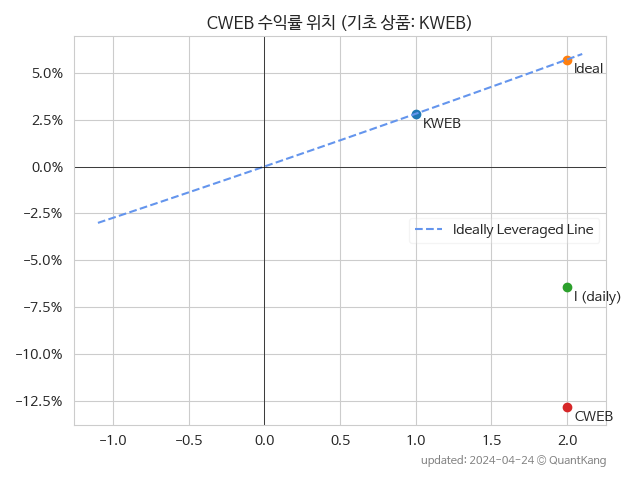 CWEB 수익률 위치 (기초 상품: KWEB)
5.0%
2.5%
0.0%
−2.5%
−5.0%
−7.5%
−10.0%
−12.5%
Ideal
KWEB
Ideally Leveraged Line
I (daily)
CWEB
−1.0 −0.5 0.0 0.5 1.0 1.5 2.0
updated: 2024-04-24 © QuantKang